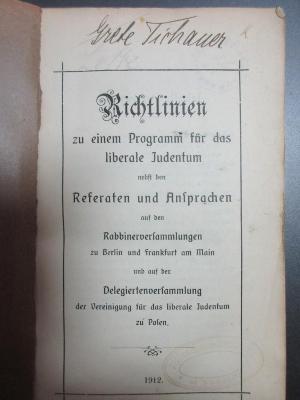 Grete Tichauer
Richtlinien
zu einem Programm für das
liberale Judentum
nebst den
Referaten und Ansprachen
auf den
Rabbinerversammlungen
zu Berlin und Frankfurt am Main
und auf der
Delegiertenversammlung
der Vereinigung für das liberale Judentum
zu Posen.
1912.